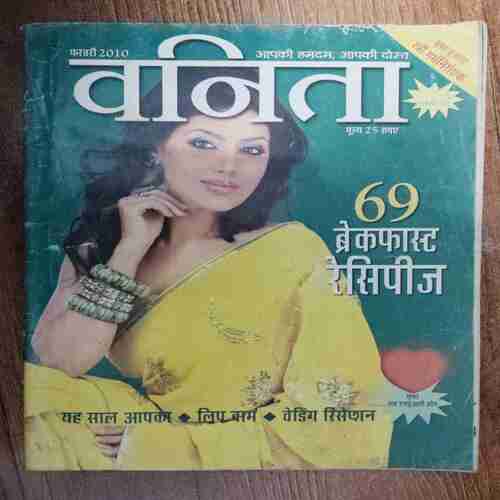 फरवरी 2010
आपकी हमदम, आपकी दोस्त
वनिता
मूल्य 25 रुपए
69
ब्रेकफास्ट
रेसिपीज
यह साल आपका ◆ लिप बाम ◆ वेडिंग रिसेप्शन
मुफ्त